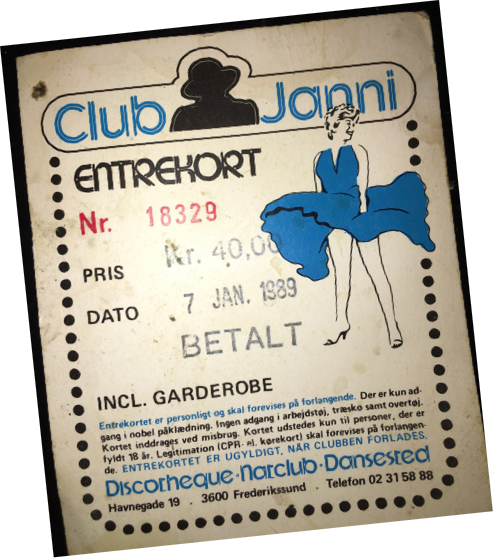 Club Janni
ENTREKORT
Nr. 18329
PRIS Kr. 40,00
DATO 7 JAN. 1989
BETALT
INCL. GARDEROBE
Entrekortet er personligt og skal forevises på forlangende. Der er kun ad-
gang i nobel påklædning. Ingen adgang i arbejdstøj, træsko samt overtøj.
Kortet inddrages ved misbrug. Kortet udstedes kun til personer, der er
fyldt 18 år. Legitimation (CPR- el. kørekort) skal forevises på forlangen-
de. ENTREKORTET ER UGYLDIGT, NÅR CLUBBEN FORLADES.
Discotheque·Natclub·Dansested
Havnegade 19 . 3600 Frederikssund . Telefon 02 31 58 88